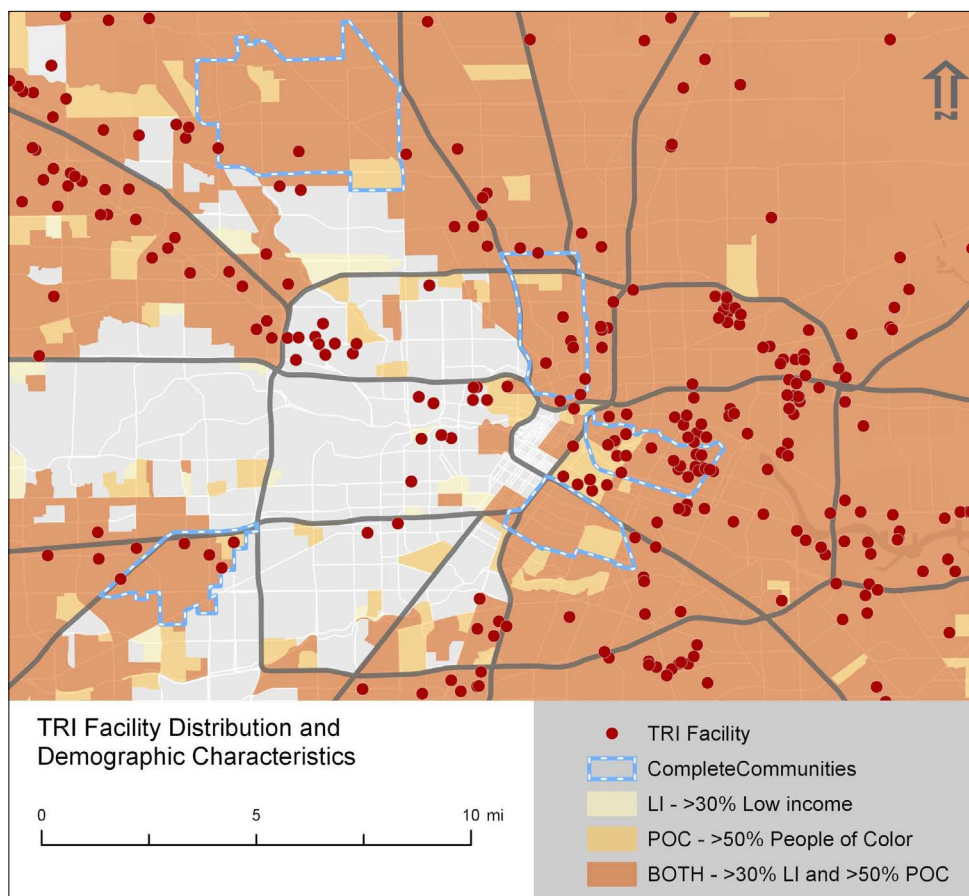 N
TRI Facility Distribution and
Demographic Characteristics
0 5 10 mi
TRI Facility
CompleteCommunities
LI - >30% Low income
POC - >50% People of Color
BOTH - >30% LI and >50% POC